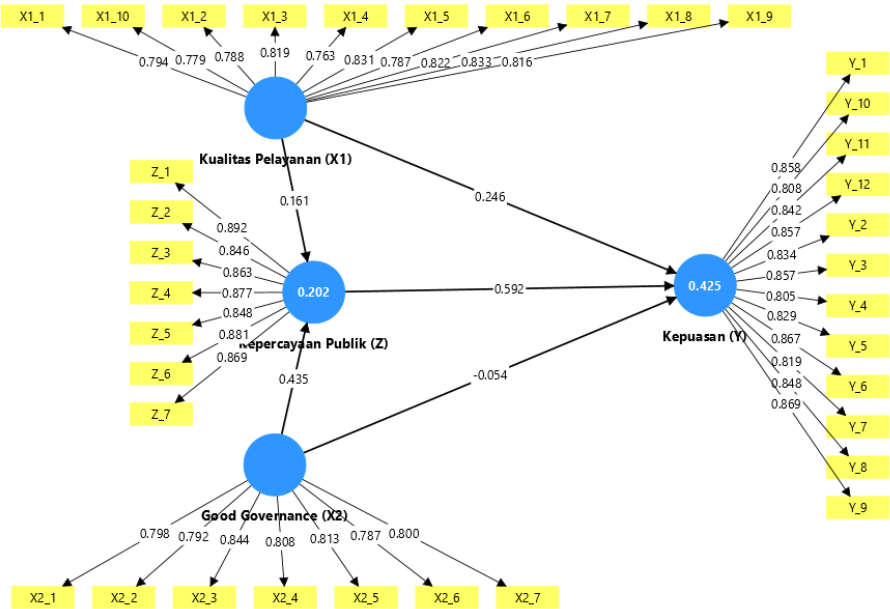 X1_1 X1_10 X1_2 X1_3 X1_4 X1_5 X1_6 X1_7 X1_8 X1_9
0.794 0.779 0.788 0.819 0.763 0.831 0.787 0.822 0.833 0.816
Kualitas Pelayanan (X1)
0.161
0.246
Z_1
Z_2
Z_3
Z_4
Z_5
Z_6
Z_7
0.892
0.846
0.863
0.877
0.848
0.881
0.869
0.202
Kepercayaan Publik (Z)
0.592
0.435
-0.054
0.425
Kepuasan (Y)
0.858
0.808
0.842
0.857
0.834
0.857
0.805
0.829
0.867
0.819
0.848
0.869
Y_1
Y_10
Y_11
Y_12
Y_2
Y_3
Y_4
Y_5
Y_6
Y_7
Y_8
Y_9
Good Governance (X2)
0.798 0.792 0.844 0.808 0.813 0.787 0.800
X2_1 X2_2 X2_3 X2_4 X2_5 X2_6 X2_7